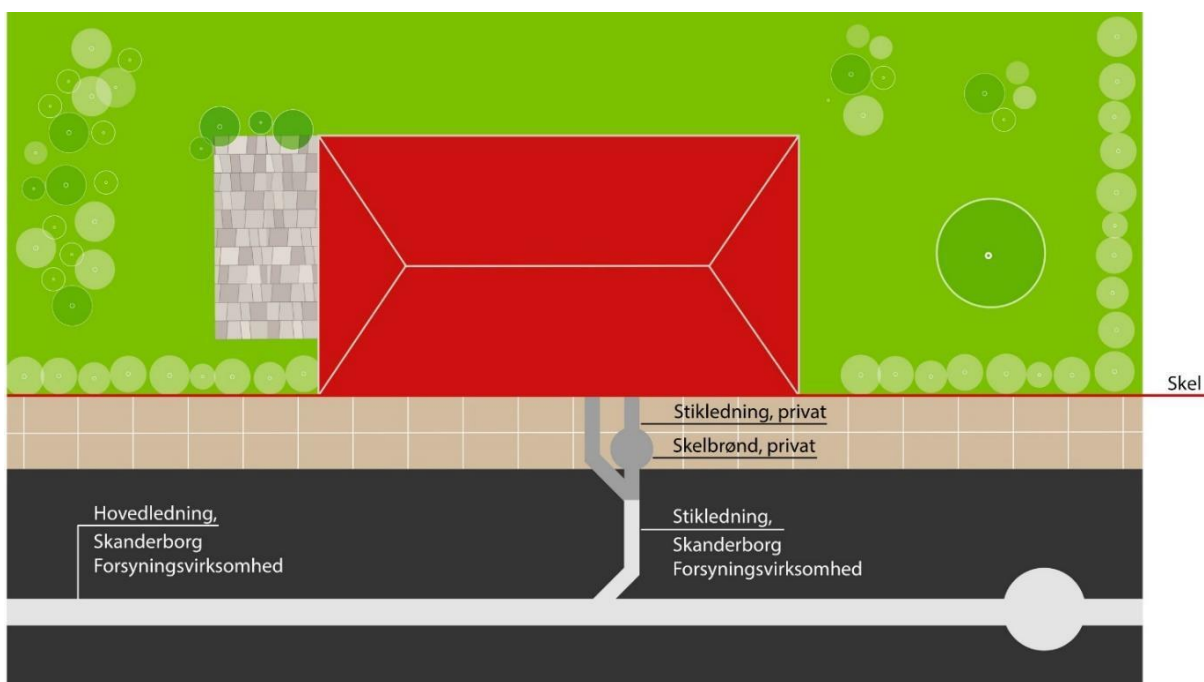 Skel
Stikledning, privat
Skelbrønd, privat
Hovedledning,
Skanderborg
Forsyningsvirksomhed
Stikledning,
Skanderborg
Forsyningsvirksomhed